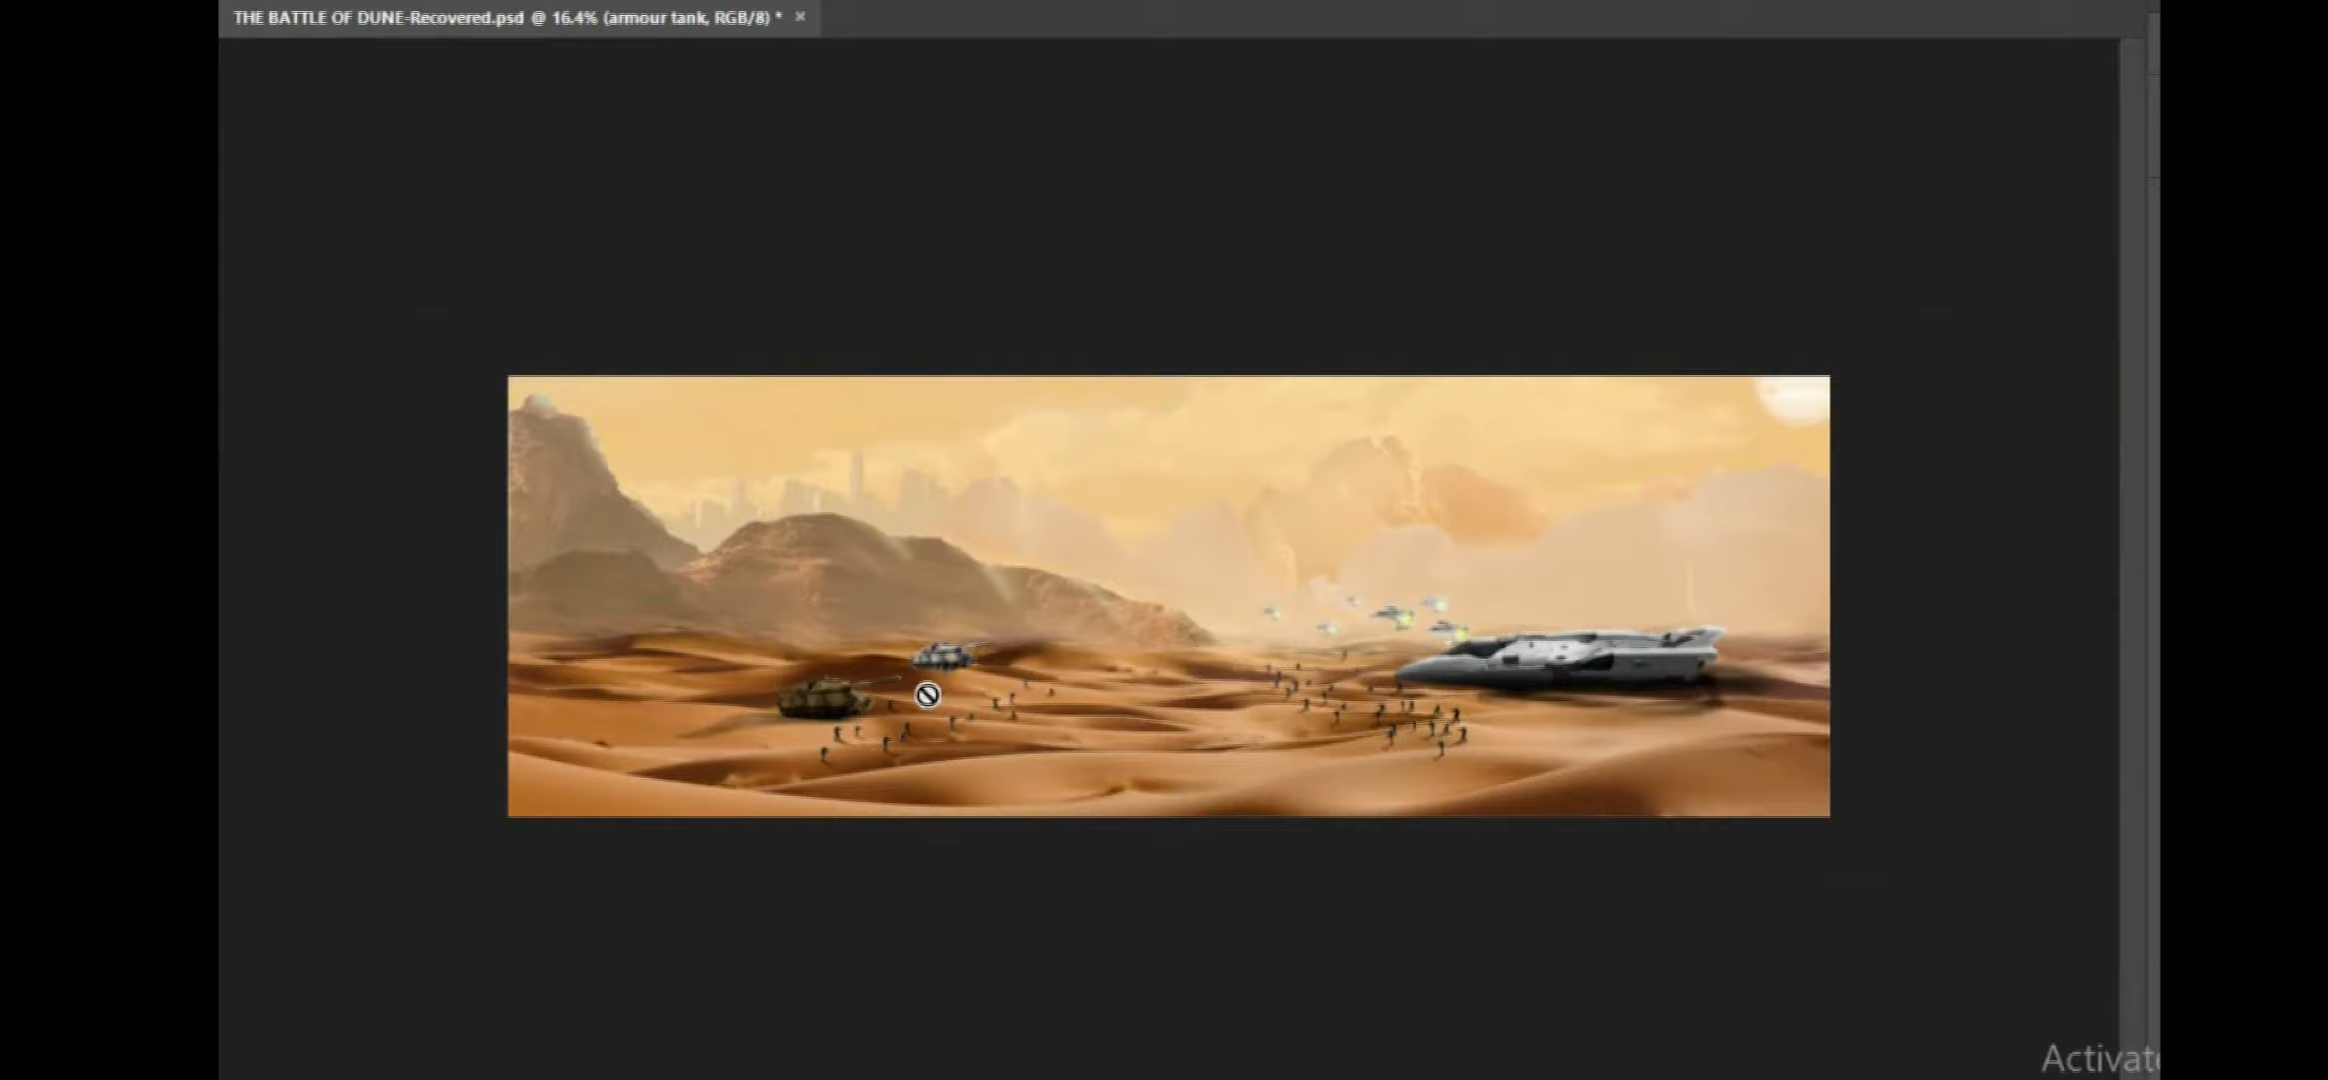 THE BATTLE OF DUNE-Recovered.psd @ 16.4% (armour tank, RGB/8) *
Activate